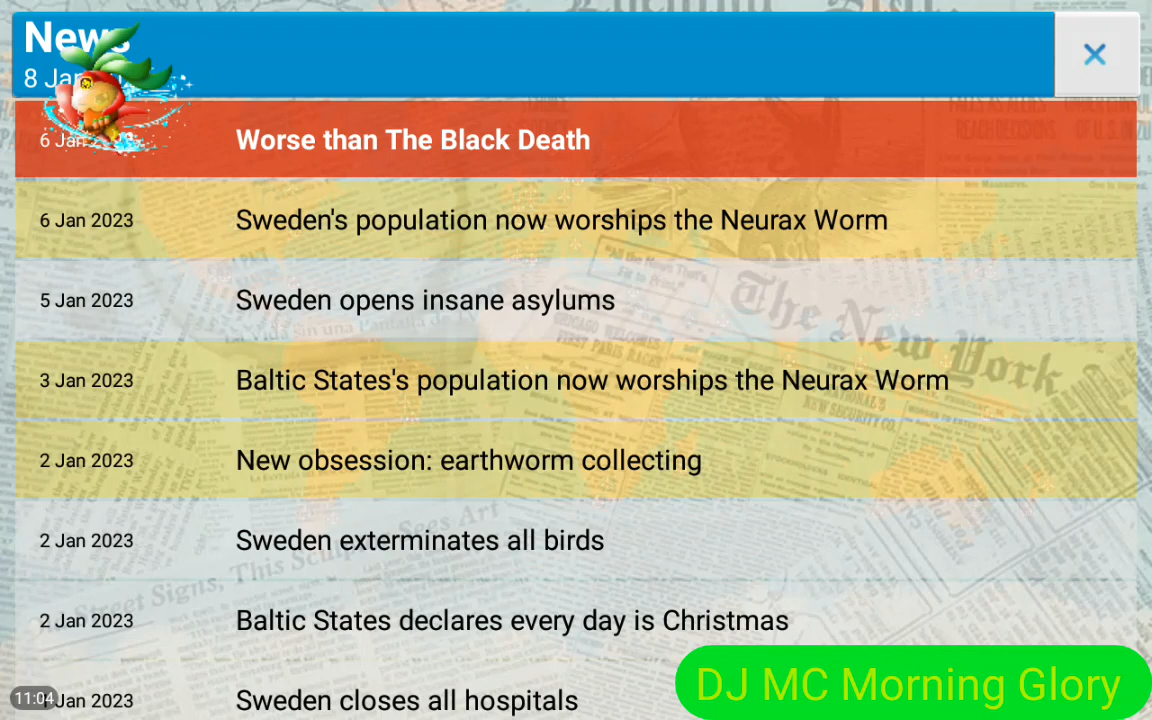 News
8 Jan
6 Jan
Worse than The Black Death
6 Jan 2023
Sweden's population now worships the Neurax Worm
5 Jan 2023
Sweden opens insane asylums
3 Jan 2023
Baltic States's population now worships the Neurax Worm
2 Jan 2023
New obsession: earthworm collecting
2 Jan 2023
Sweden exterminates all birds
2 Jan 2023
Baltic States declares every day is Christmas
Jan 2023
Sweden closes all hospitals
11:04
DJ MC Morning Glory
The New York